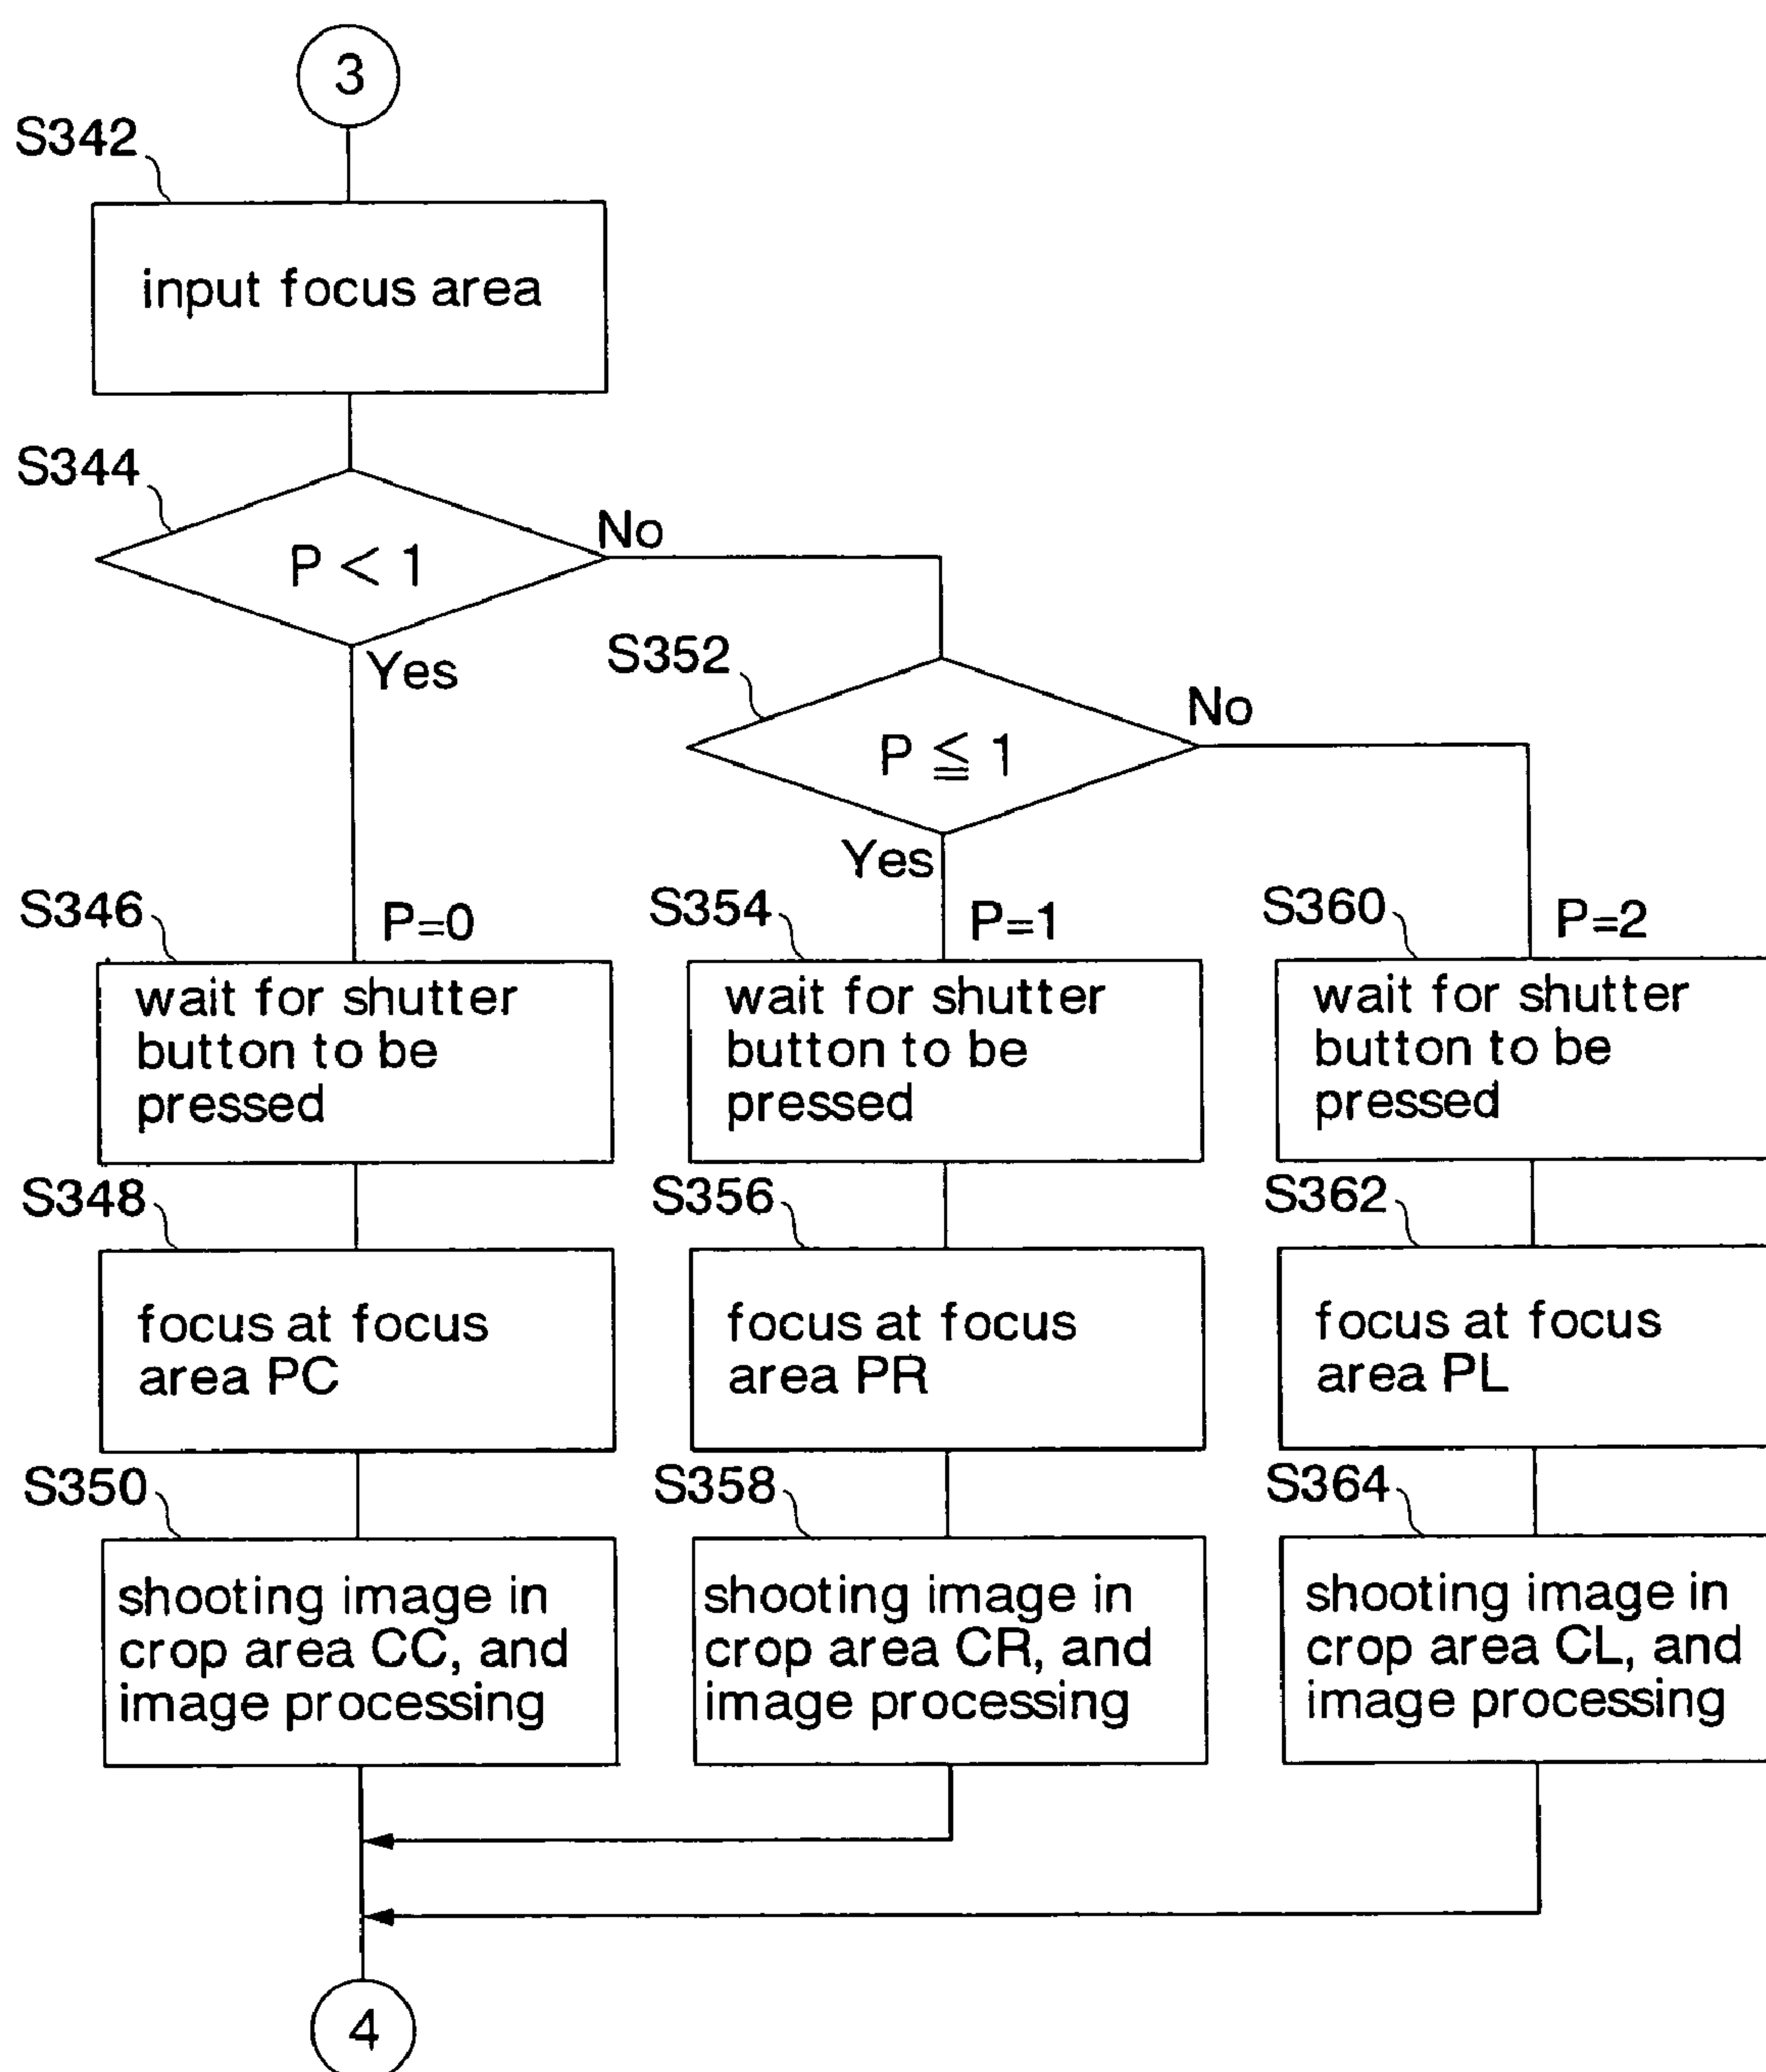 3
S342
input focus area
S344
P < 1
No
Yes
S352
P ≦ 1
No
Yes
S346
P=0
S354
P=1
S360
P=2
wait for shutter
button to be
pressed
wait for shutter
button to be
pressed
wait for shutter
button to be
pressed
S348
S356
S362
focus at focus
area PC
focus at focus
area PR
focus at focus
area PL
S350
S358
S364
shooting image in
crop area CC, and
image processing
shooting image in
crop area CR, and
image processing
shooting image in
crop area CL, and
image processing
4